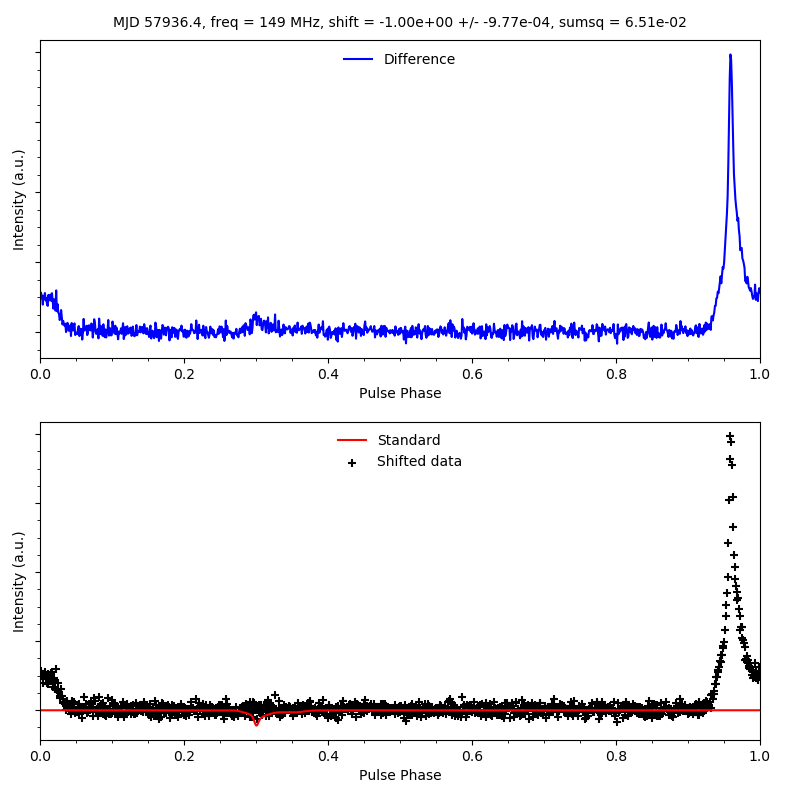 MJD 57936.4, freq = 149 MHz, shift = -1.00e+00 +/- -9.77e-04, sumsq = 6.51e-02
Difference
Intensity (a.u.)
0.0 0.2 0.4 0.6 0.8 1.0
Pulse Phase
Standard
Shifted data
Intensity (a.u.)
0.0 0.2 0.4 0.6 0.8 1.0
Pulse Phase